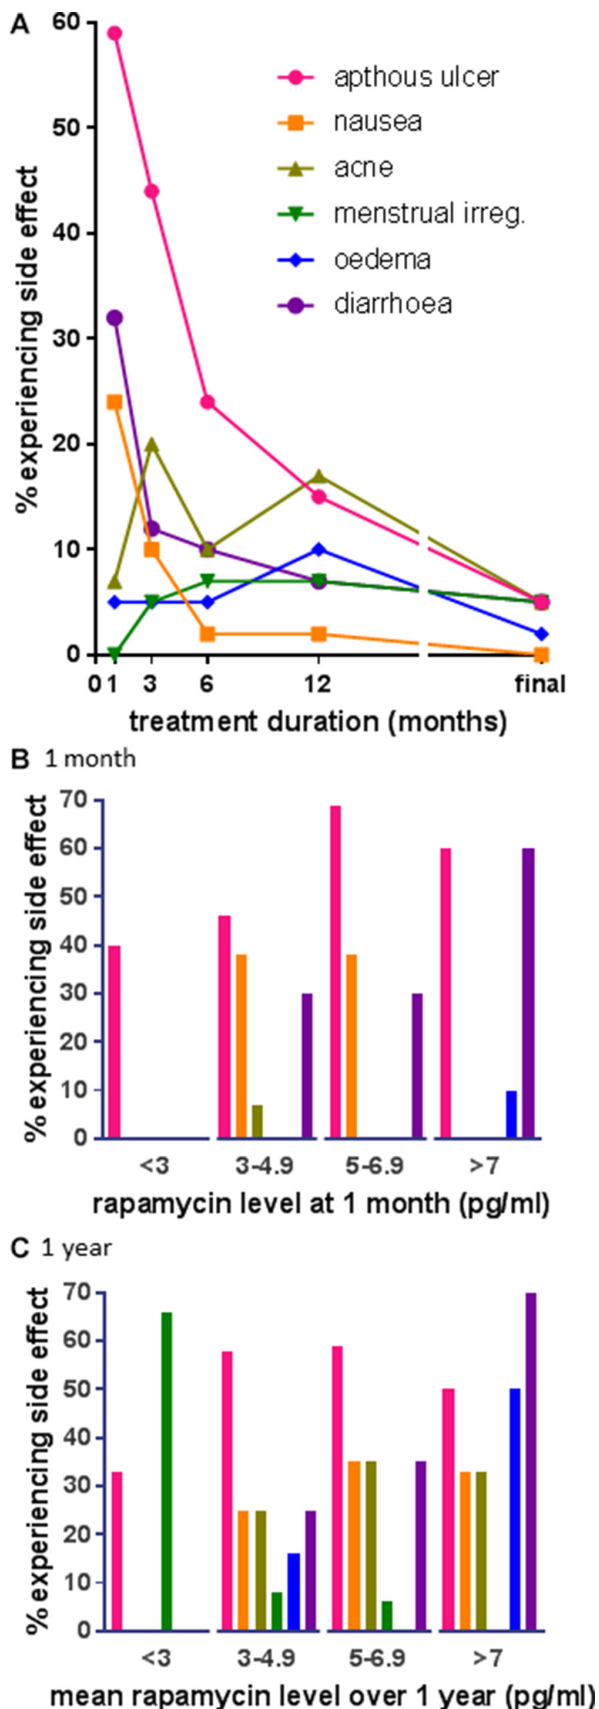 A
60
50
40
30
20
10
0
% experiencing side effect
apthous ulcer
nausea
acne
menstrual irreg.
oedema
diarrhoea
0 1 3 6 12 final
treatment duration (months)
B 1 month
70
60
50
40
30
20
10
0
% experiencing side effect
<3 3-4.9 5-6.9 >7
rapamycin level at 1 month (pg/ml)
C 1 year
70
60
50
40
30
20
10
0
% experiencing side effect
<3 3-4.9 5-6.9 >7
mean rapamycin level over 1 year (pg/ml)